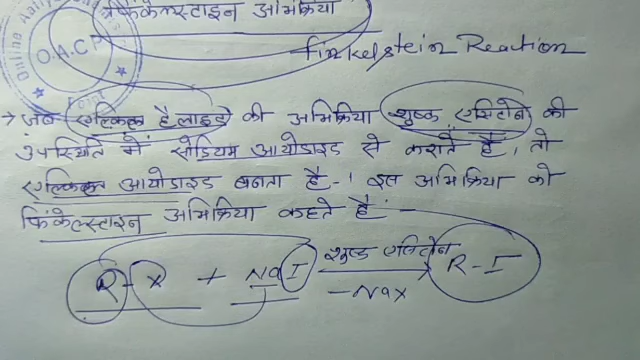 फिंकेलस्टाइन अभिक्रिया
Finkelstein Reaction
O.A.C.P
→ जब एल्किल हैलाइड की अभिक्रिया शुष्क एसिटोन की
उपस्थिति में सोडियम आयोडाइड से कराते हैं, तो
एल्किल आयोडाइड बनता है -। इस अभिक्रिया को
फिंकेलस्टाइन अभिक्रिया कहते हैं -
R-X + NaI शुष्क एसिटोन → R-I
-NaX